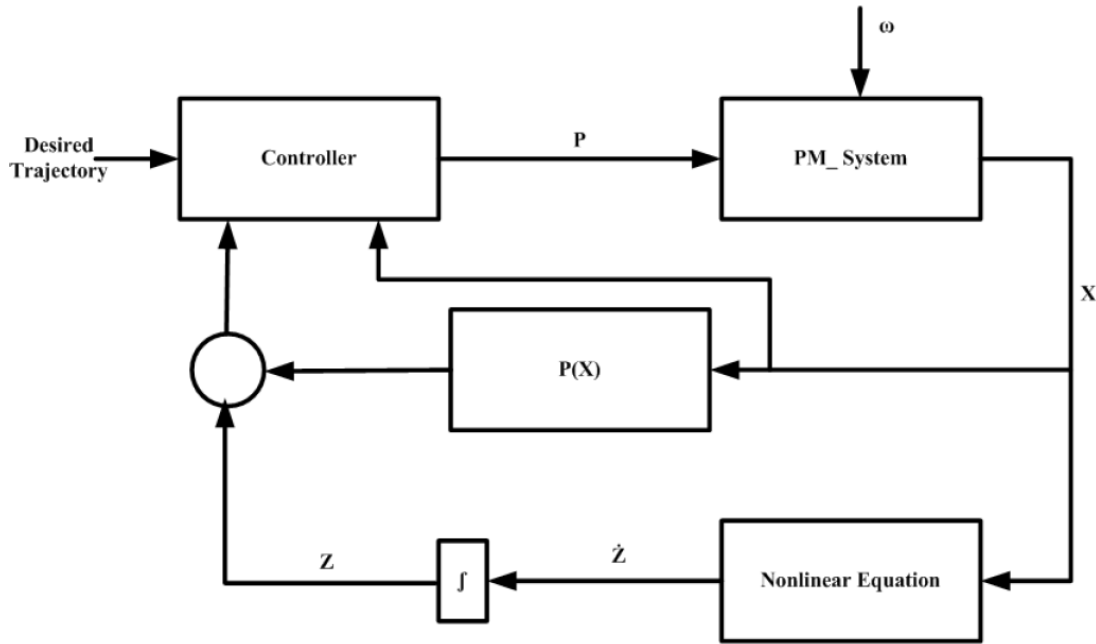 ω
Desired
Trajectory
Controller
P
PM_ System
X
P(X)
Z
∫
Ż
Nonlinear Equation